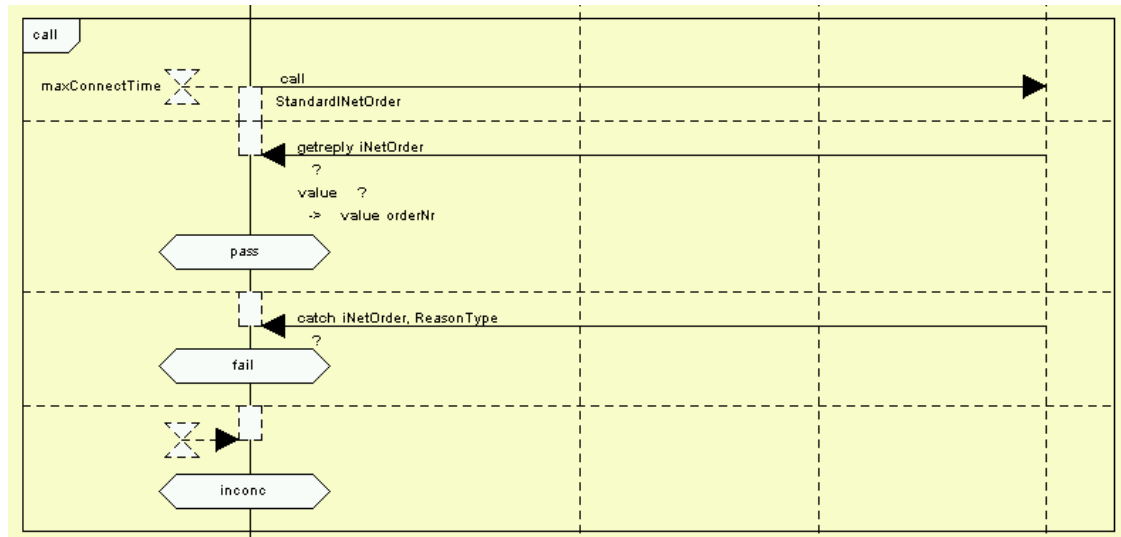 call
maxConnectTime
call
StandardINetOrder
getreply iNetOrder
?
value ?
-> value orderNr
pass
catch iNetOrder, ReasonType
?
fail
inconc